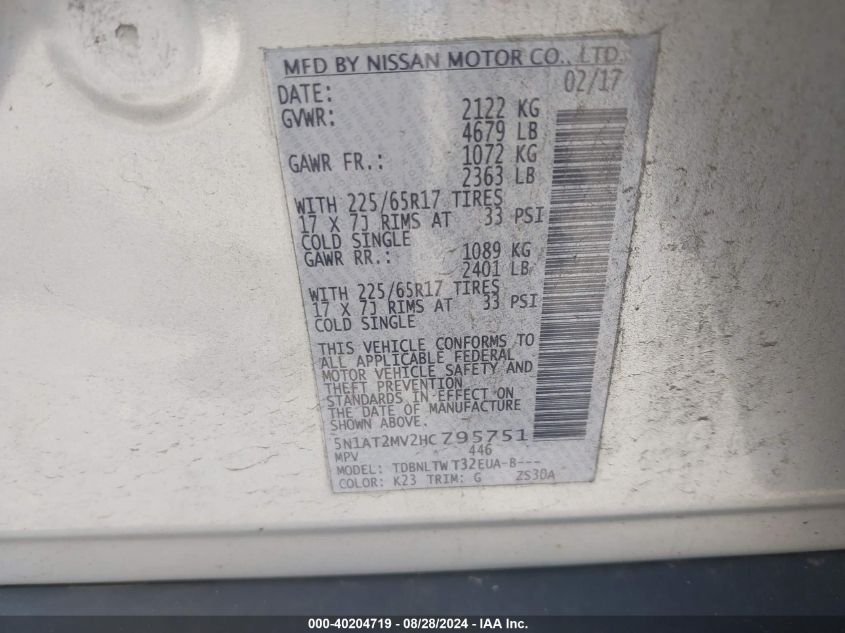 MFD BY NISSAN MOTOR CO., LTD.
DATE: 02/17
GVWR: 2122 KG
4679 LB
GAWR FR.: 1072 KG
2363 LB
WITH 225/65R17 TIRES
17 X 7J RIMS AT 33 PSI
COLD SINGLE
GAWR RR.: 1089 KG
2401 LB
WITH 225/65R17 TIRES
17 X 7J RIMS AT 33 PSI
COLD SINGLE
THIS VEHICLE CONFORMS TO
ALL APPLICABLE FEDERAL
MOTOR VEHICLE SAFETY AND
THEFT PREVENTION
STANDARDS IN EFFECT ON
THE DATE OF MANUFACTURE
SHOWN ABOVE.
5N1AT2MV2HC795751
MPV 446
MODEL: TDBNLTW T32EUA-B---
COLOR: K23 TRIM: G ZS30A
000-40204719 | 08/28/2024 - IAA Inc.